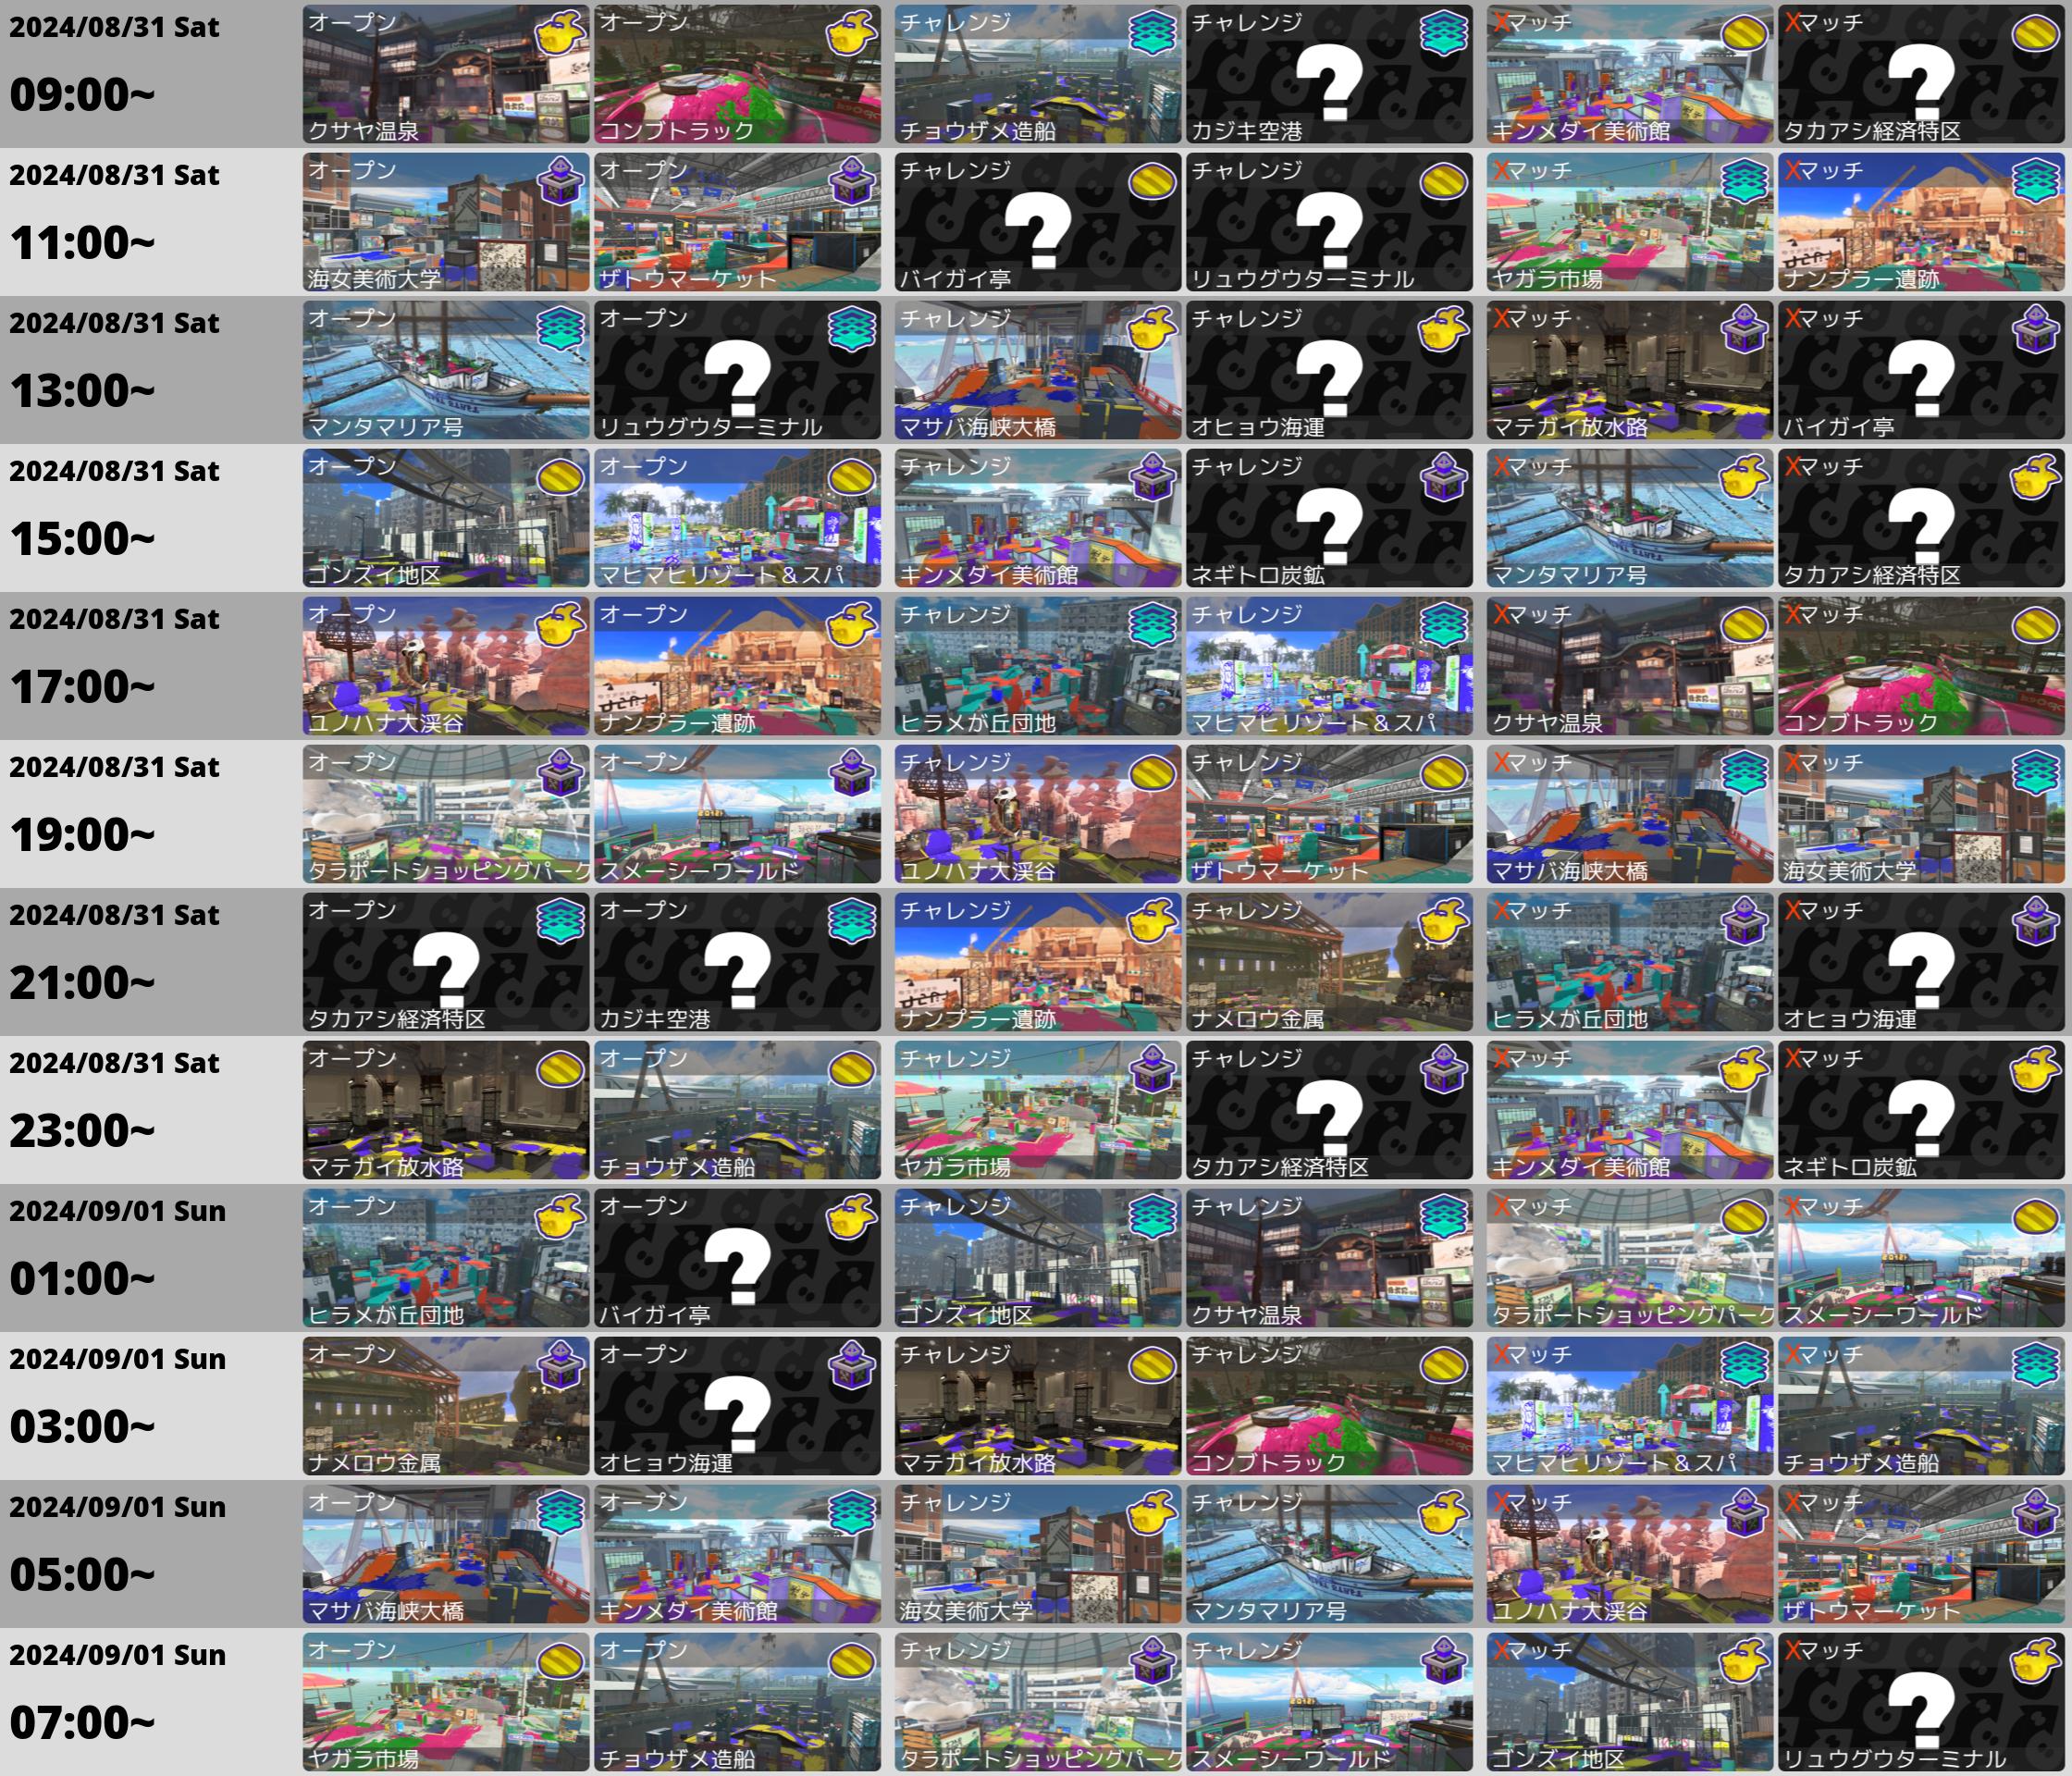 2024/08/31 Sat
09:00~
オープン
クサヤ温泉
オープン
コンブトラック
チャレンジ
チョウザメ造船
チャレンジ
?
カジキ空港
Xマッチ
キンメダイ美術館
Xマッチ
?
タカアシ経済特区
2024/08/31 Sat
11:00~
オープン
海女美術大学
オープン
ザトウマーケット
チャレンジ
?
バイガイ亭
チャレンジ
?
リュウグウターミナル
Xマッチ
ヤガラ市場
Xマッチ
ナンプラー遺跡
2024/08/31 Sat
13:00~
オープン
マンタマリア号
オープン
?
リュウグウターミナル
チャレンジ
マサバ海峡大橋
チャレンジ
?
オヒョウ海運
Xマッチ
マテガイ放水路
Xマッチ
?
バイガイ亭
2024/08/31 Sat
15:00~
オープン
ゴンズイ地区
オープン
マヒマヒリゾート＆スパ
チャレンジ
キンメダイ美術館
チャレンジ
?
ネギトロ炭鉱
Xマッチ
マンタマリア号
Xマッチ
?
タカアシ経済特区
2024/08/31 Sat
17:00~
オープン
ユノハナ大渓谷
オープン
ナンプラー遺跡
チャレンジ
ヒラメが丘団地
チャレンジ
マヒマヒリゾート＆スパ
Xマッチ
クサヤ温泉
Xマッチ
コンブトラック
2024/08/31 Sat
19:00~
オープン
タラポートショッピングパーク
オープン
スメーシーワールド
チャレンジ
ユノハナ大渓谷
チャレンジ
ザトウマーケット
Xマッチ
マサバ海峡大橋
Xマッチ
海女美術大学
2024/08/31 Sat
21:00~
オープン
?
タカアシ経済特区
オープン
?
カジキ空港
チャレンジ
ナンプラー遺跡
チャレンジ
ナメロウ金属
Xマッチ
ヒラメが丘団地
Xマッチ
?
オヒョウ海運
2024/08/31 Sat
23:00~
オープン
マテガイ放水路
オープン
チョウザメ造船
チャレンジ
ヤガラ市場
チャレンジ
?
タカアシ経済特区
Xマッチ
キンメダイ美術館
Xマッチ
?
ネギトロ炭鉱
2024/09/01 Sun
01:00~
オープン
ヒラメが丘団地
オープン
?
バイガイ亭
チャレンジ
ゴンズイ地区
チャレンジ
クサヤ温泉
Xマッチ
タラポートショッピングパーク
Xマッチ
スメーシーワールド
2024/09/01 Sun
03:00~
オープン
ナメロウ金属
オープン
?
オヒョウ海運
チャレンジ
マテガイ放水路
チャレンジ
コンブトラック
Xマッチ
マヒマヒリゾート＆スパ
Xマッチ
チョウザメ造船
2024/09/01 Sun
05:00~
オープン
マサバ海峡大橋
オープン
キンメダイ美術館
チャレンジ
海女美術大学
チャレンジ
マンタマリア号
Xマッチ
ユノハナ大渓谷
Xマッチ
ザトウマーケット
2024/09/01 Sun
07:00~
オープン
ヤガラ市場
オープン
チョウザメ造船
チャレンジ
タラポートショッピングパーク
チャレンジ
スメーシーワールド
Xマッチ
ゴンズイ地区
Xマッチ
?
リュウグウターミナル